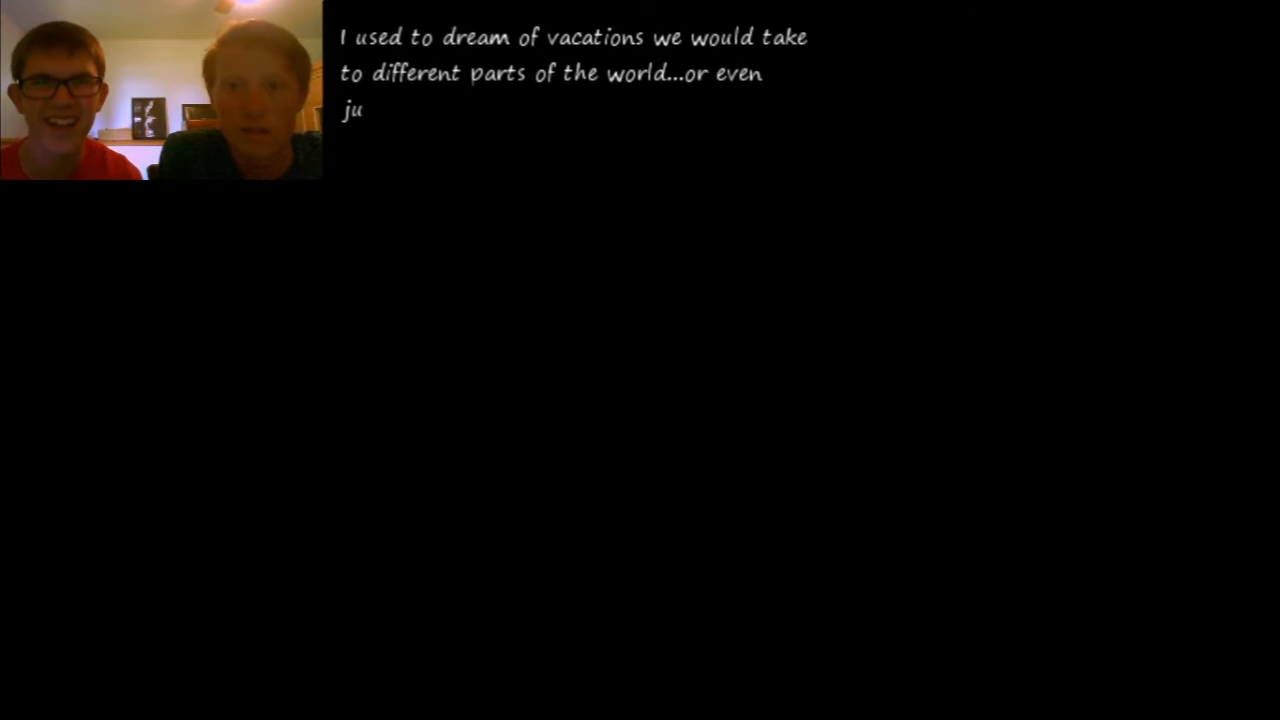 I used to dream of vacations we would take
to different parts of the world...or even
ju